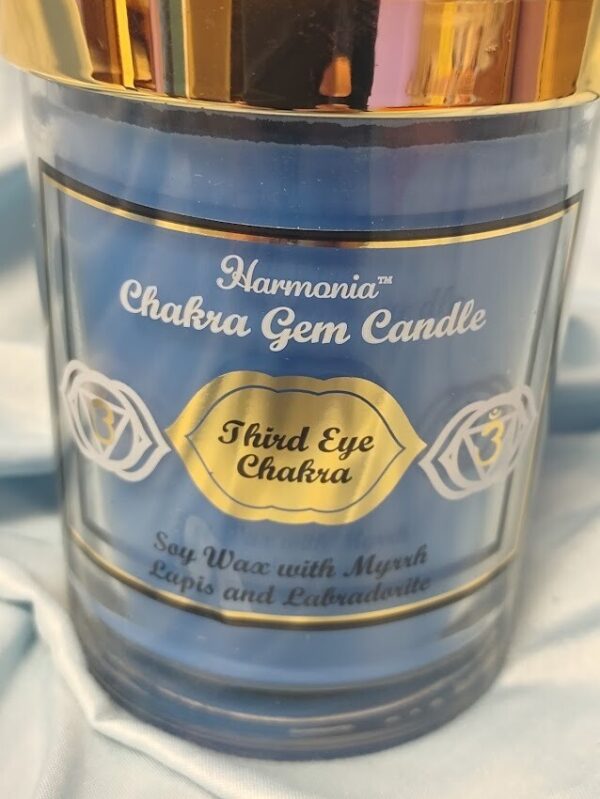 Harmonia™
Chakra Gem Candle
Third Eye
Chakra
Soy Wax with Myrrh
Lapis and Labradorite